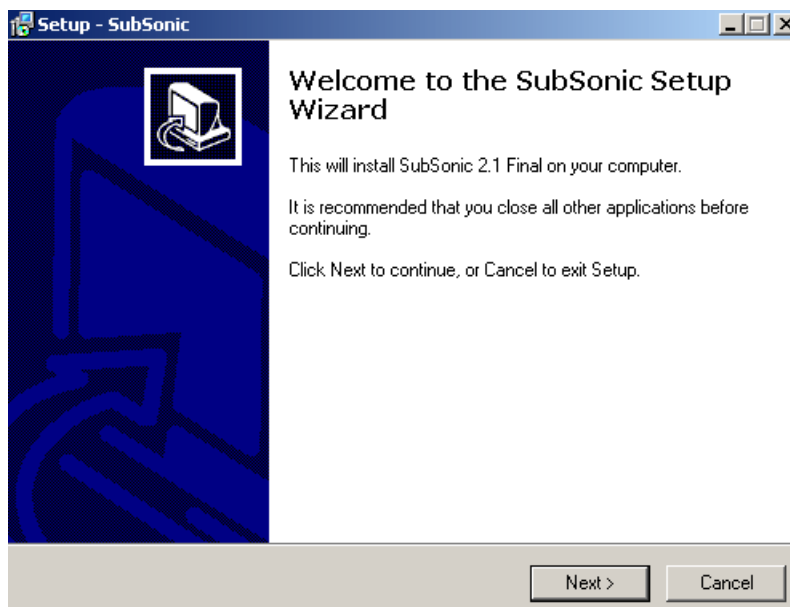 Setup - SubSonic
Welcome to the SubSonic Setup
Wizard
This will install SubSonic 2.1 Final on your computer.
It is recommended that you close all other applications before
continuing.
Click Next to continue, or Cancel to exit Setup.
Next >
Cancel